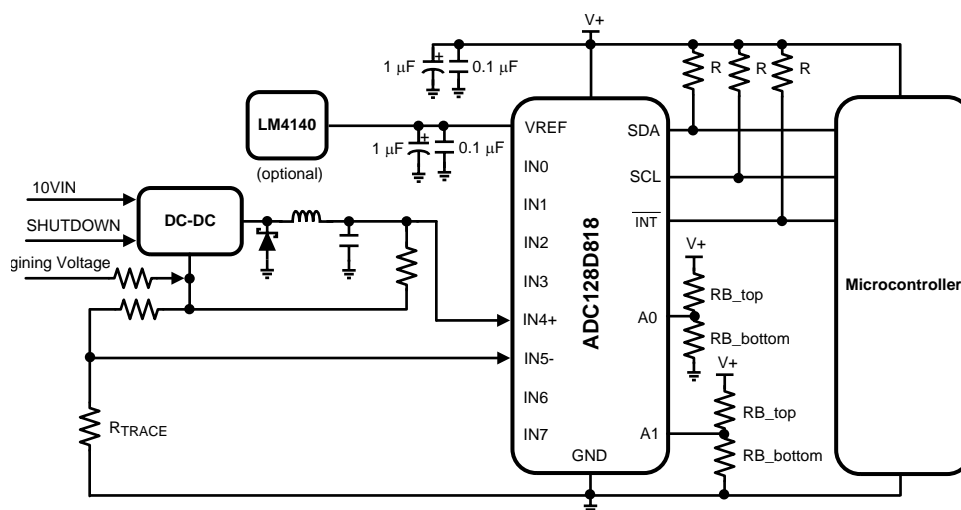 V+
1 μF
+
0.1 μF
R
R
R
LM4140
(optional)
1 μF
+
0.1 μF
VREF
SDA
IN0
SCL
IN1
INT
IN2
IN3
IN4+
IN5-
IN6
IN7
GND
A0
A1
ADC128D818
10VIN
SHUTDOWN
DC-DC
gining Voltage
RTRACE
V+
RB_top
RB_bottom
V+
RB_top
RB_bottom
Microcontroller